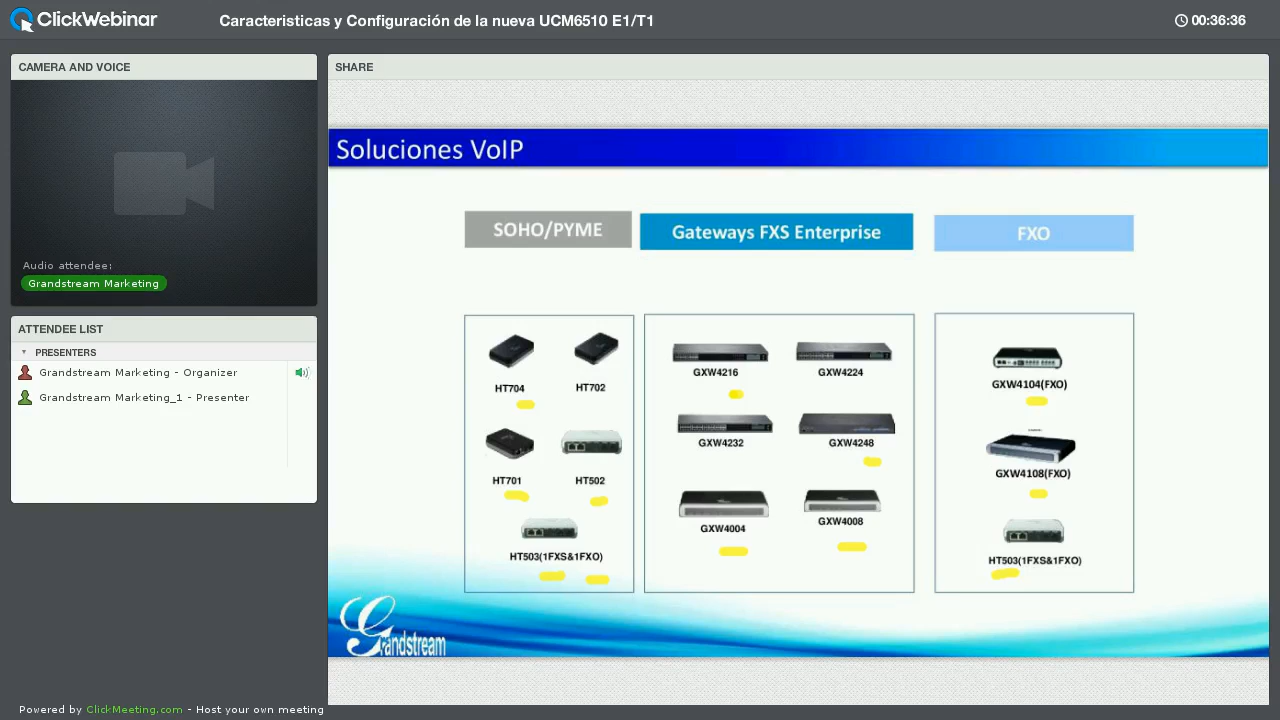 ClickWebinar
Caracteristicas y Configuración de la nueva UCM6510 E1/T1
00:36:36
CAMERA AND VOICE
Audio attendee:
Grandstream Marketing
ATTENDEE LIST
PRESENTERS
Grandstream Marketing - Organizer
Grandstream Marketing_1 - Presenter
SHARE
Soluciones VoIP
SOHO/PYME
Gateways FXS Enterprise
FXO
HT704
HT702
HT701
HT502
HT503(1FXS&1FXO)
GXW4216
GXW4224
GXW4232
GXW4248
GXW4004
GXW4008
GXW4104(FXO)
GXW4108(FXO)
HT503(1FXS&1FXO)
Grandstream
Powered by ClickMeeting.com - Host your own meeting